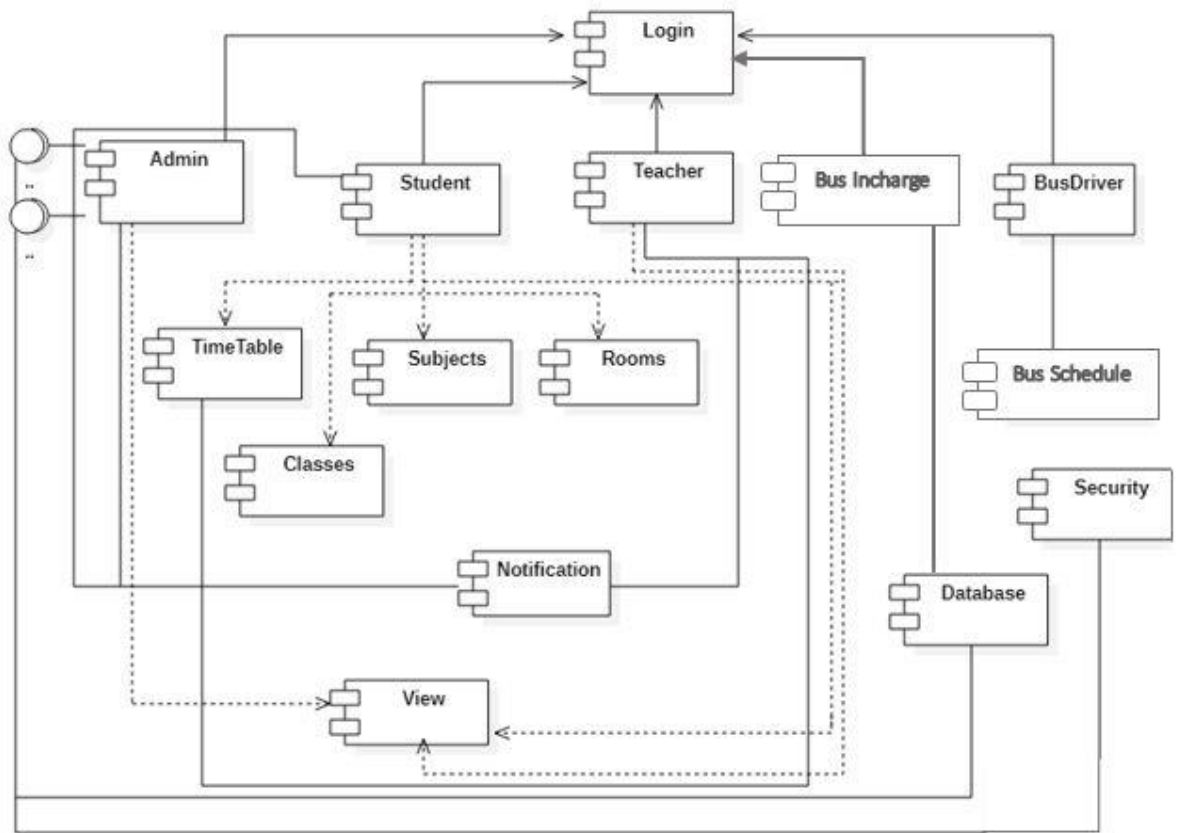 Login
Admin
Student
Teacher
Bus Incharge
BusDriver
TimeTable
Subjects
Rooms
Bus Schedule
Classes
Security
Notification
Database
View